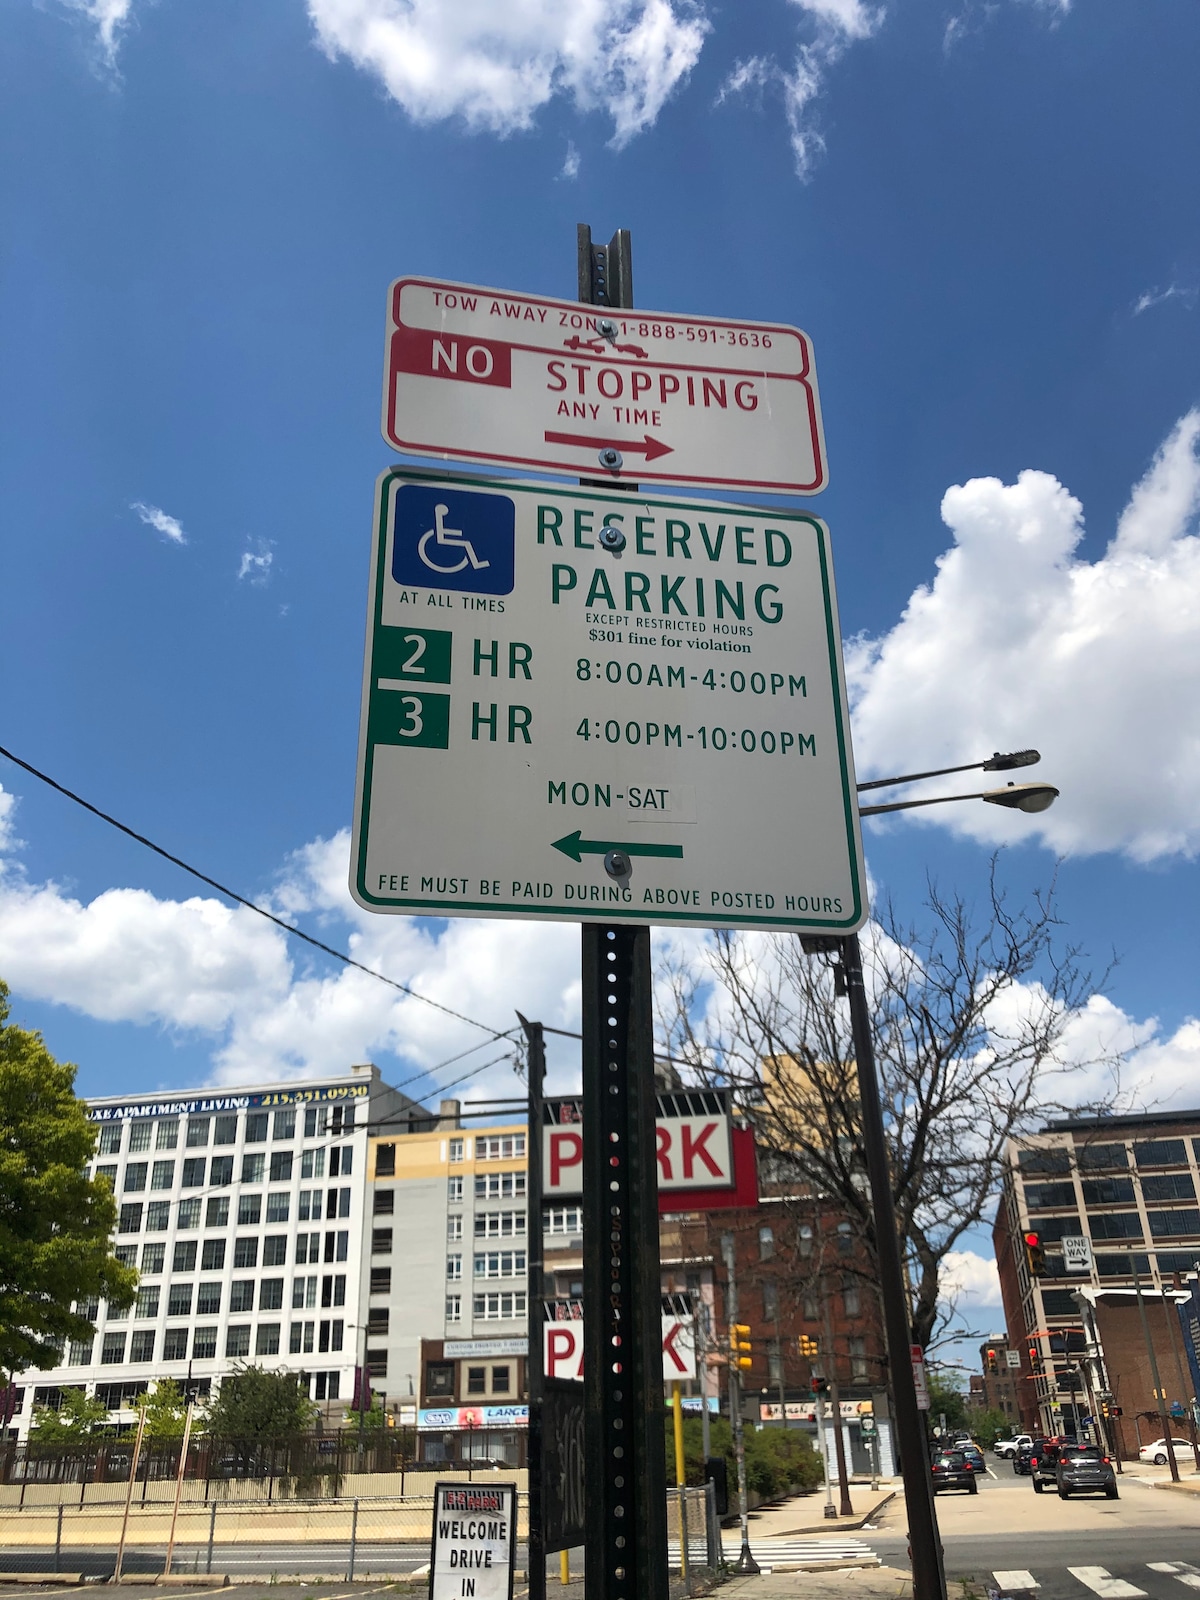 TOW AWAY ZONE 1-888-591-3636
NO STOPPING
ANY TIME
RESERVED
PARKING
AT ALL TIMES
EXCEPT RESTRICTED HOURS
$301 fine for violation
2 HR 8:00AM-4:00PM
3 HR 4:00PM-10:00PM
MON-SAT
FEE MUST BE PAID DURING ABOVE POSTED HOURS
UXE APARTMENT LIVING • 215.351.0930
PARK
PARK
ONE
WAY
LARGE
E-Z PARK
WELCOME
DRIVE
IN